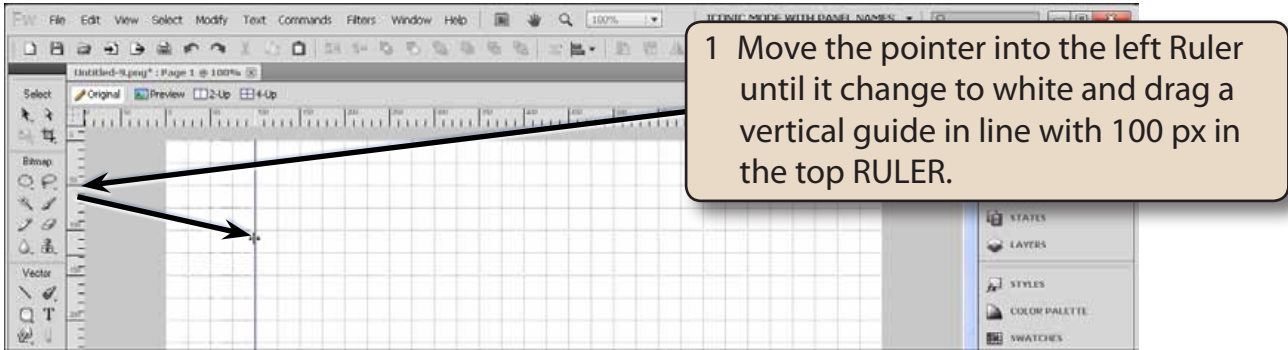 Fw File Edit View Select Modify Text Commands Filters Window Help 100% ICONIC MODE WITH PANEL NAMES
Untitled-9.png* : Page 1 @ 100%
Select Original Preview 2-Up 4-Up
Bitmap
Vector
1 Move the pointer into the left Ruler
until it change to white and drag a
vertical guide in line with 100 px in
the top RULER.
STATES
LAYERS
STYLES
COLOR PALETTE
SWATCHES